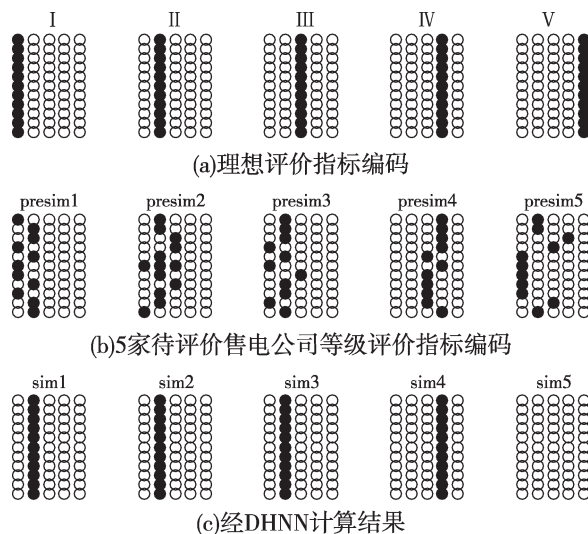 I II III IV V
(a)理想评价指标编码
presim1 presim2 presim3 presim4 presim5
(b)5家待评价售电公司等级评价指标编码
sim1 sim2 sim3 sim4 sim5
(c)经DHNN计算结果